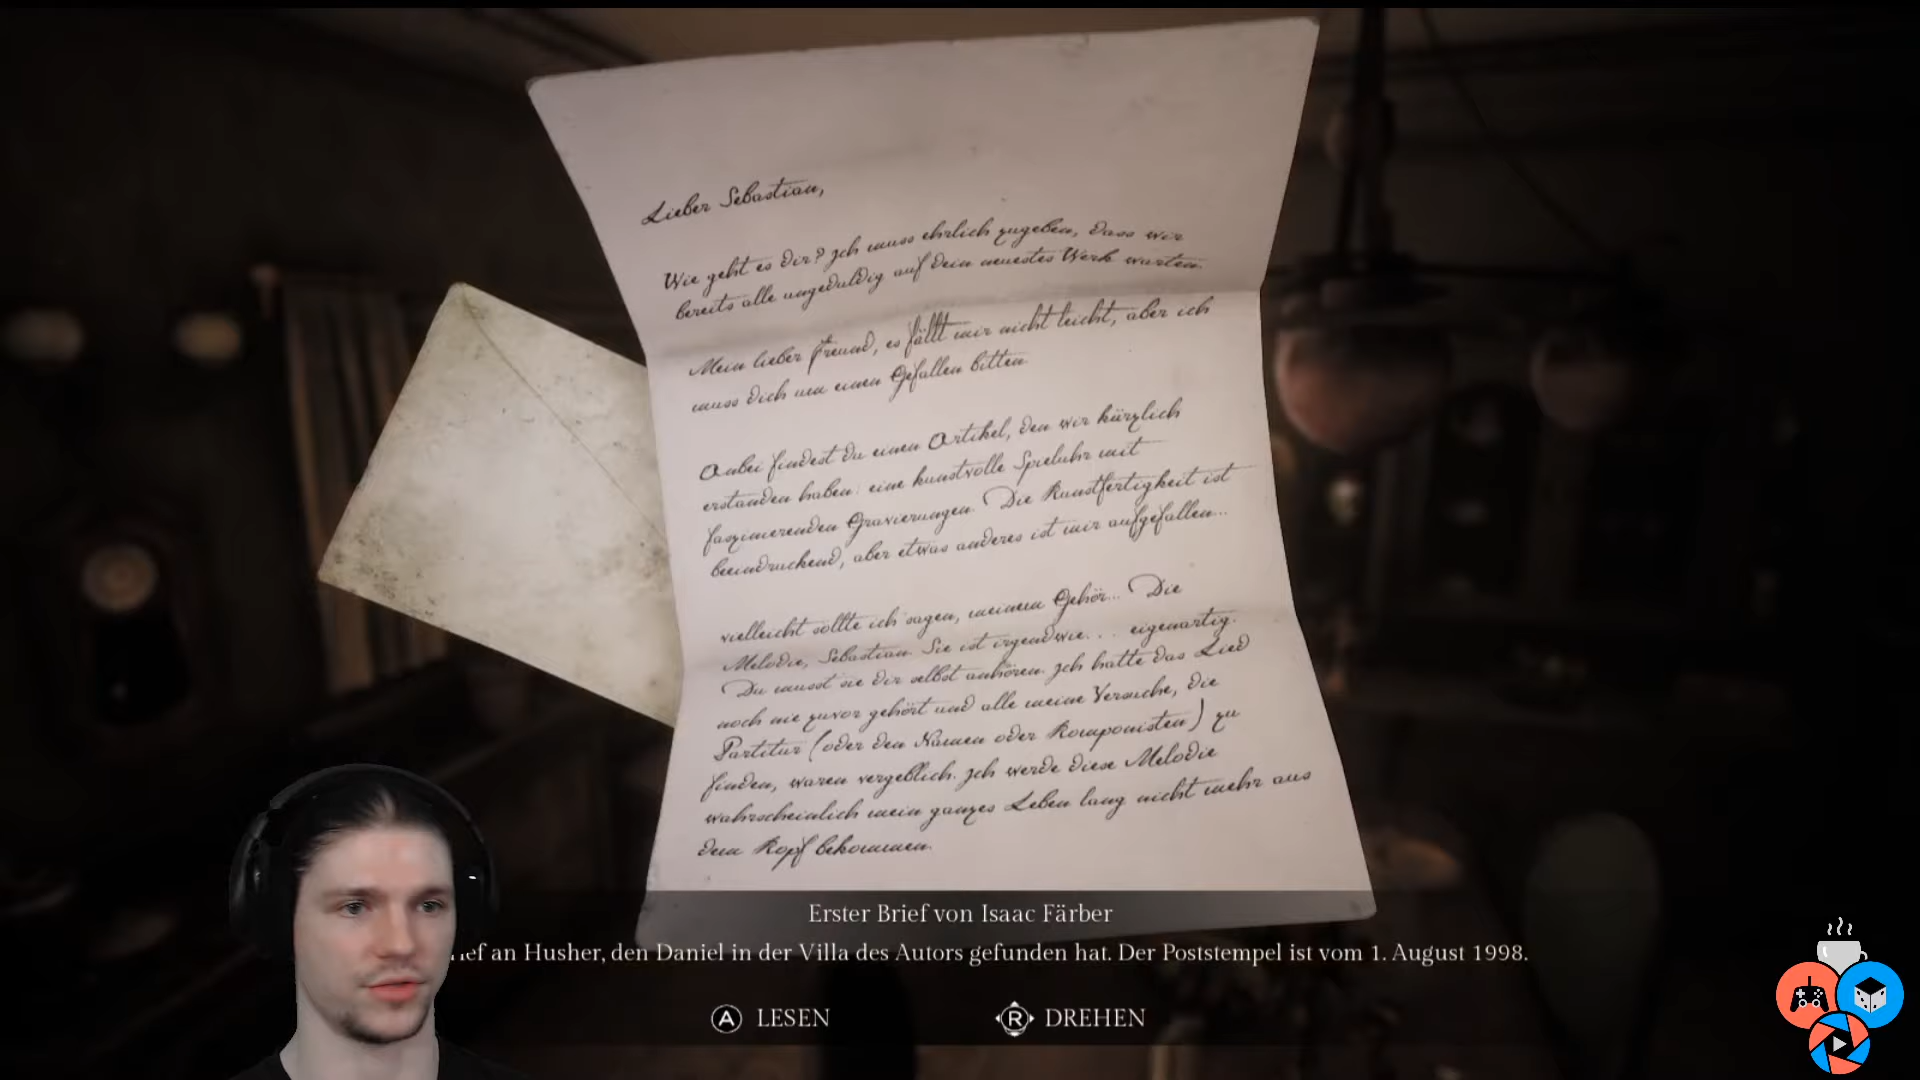 Lieber Sebastian,
Wie geht es dir? Ich muss ehrlich zugeben, dass wir
bereits alle ungeduldig auf dein neuestes Werk warten.
Mein lieber Freund, es fällt mir nicht leicht, aber ich
muss dich um einen Gefallen bitten.
Anbei findest du einen Artikel, den wir kürzlich
erstanden haben: eine kunstvolle Spieluhr mit
faszinierenden Gravierungen. Die Kunstfertigkeit ist
beeindruckend, aber etwas anderes ist mir aufgefallen...
vielleicht sollte ich sagen, meinem Gehör... Die
Melodie, Sebastian. Sie ist irgendwie... eigenartig.
Du musst sie dir selbst anhören. Ich hatte das Lied
noch nie zuvor gehört und alle meine Versuche, die
Partitur (oder den Namen oder Komponisten) zu
finden, waren vergeblich. Ich werde diese Melodie
wahrscheinlich mein ganzes Leben lang nicht mehr aus
dem Kopf bekommen.
Erster Brief von Isaac Färber
an Husher, den Daniel in der Villa des Autors gefunden hat. Der Poststempel ist vom 1. August 1998.
A LESEN R DREHEN